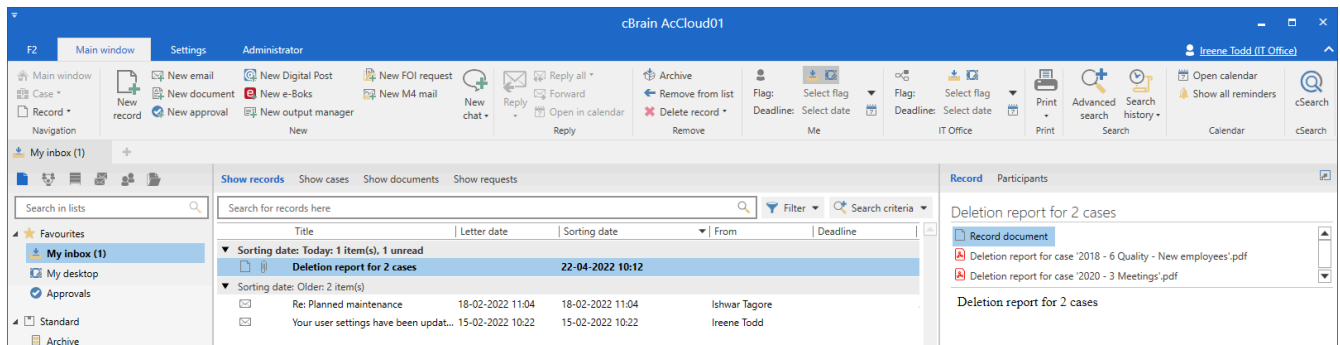 cBrain AcCloud01
F2 Main window Settings Administrator Ireene Todd (IT Office)
Main window
Case
Record
Navigation
New record
New email
New document
New approval
New Digital Post
New e-Boks
New output manager
New FOI request
New M4 mail
New chat
New
Reply
Reply all
Forward
Open in calendar
Reply
Archive
Remove from list
Delete record
Remove
Flag: Select flag
Deadline: Select date
Me
Flag: Select flag
Deadline: Select date
IT Office
Print
Print
Advanced search
Search history
Search
Open calendar
Show all reminders
Calendar
cSearch
cSearch
My inbox (1)
Search in lists
Favourites
My inbox (1)
My desktop
Approvals
Standard
Archive
Show records Show cases Show documents Show requests
Search for records here Filter Search criteria
Title Letter date Sorting date From Deadline
Sorting date: Today: 1 item(s), 1 unread
Deletion report for 2 cases 22-04-2022 10:12
Sorting date: Older: 2 item(s)
Re: Planned maintenance 18-02-2022 11:04 18-02-2022 11:04 Ishwar Tagore
Your user settings have been updat... 15-02-2022 10:22 15-02-2022 10:22 Ireene Todd
Record Participants
Deletion report for 2 cases
Record document
Deletion report for case '2018 - 6 Quality - New employees'.pdf
Deletion report for case '2020 - 3 Meetings'.pdf
Deletion report for 2 cases